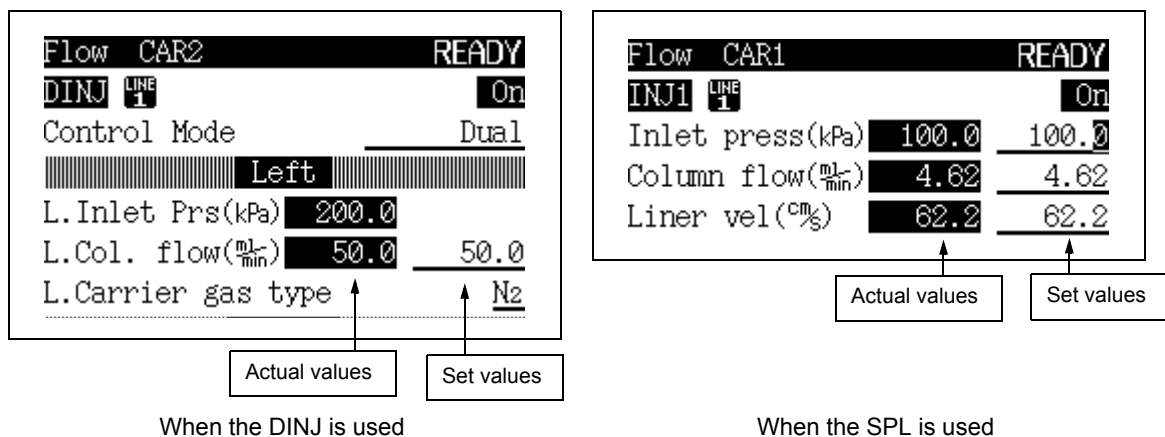 Flow CAR2 READY
DINJ LINE 1 On
Control Mode Dual
Left
L.Inlet Prs(kPa) 200.0
L.Col. flow(mL/min) 50.0 50.0
L.Carrier gas type N2
Actual values Set values
When the DINJ is used
Flow CAR1 READY
INJ1 LINE 1 On
Inlet press(kPa) 100.0 100.0
Column flow(mL/min) 4.62 4.62
Liner vel(cm/s) 62.2 62.2
Actual values Set values
When the SPL is used